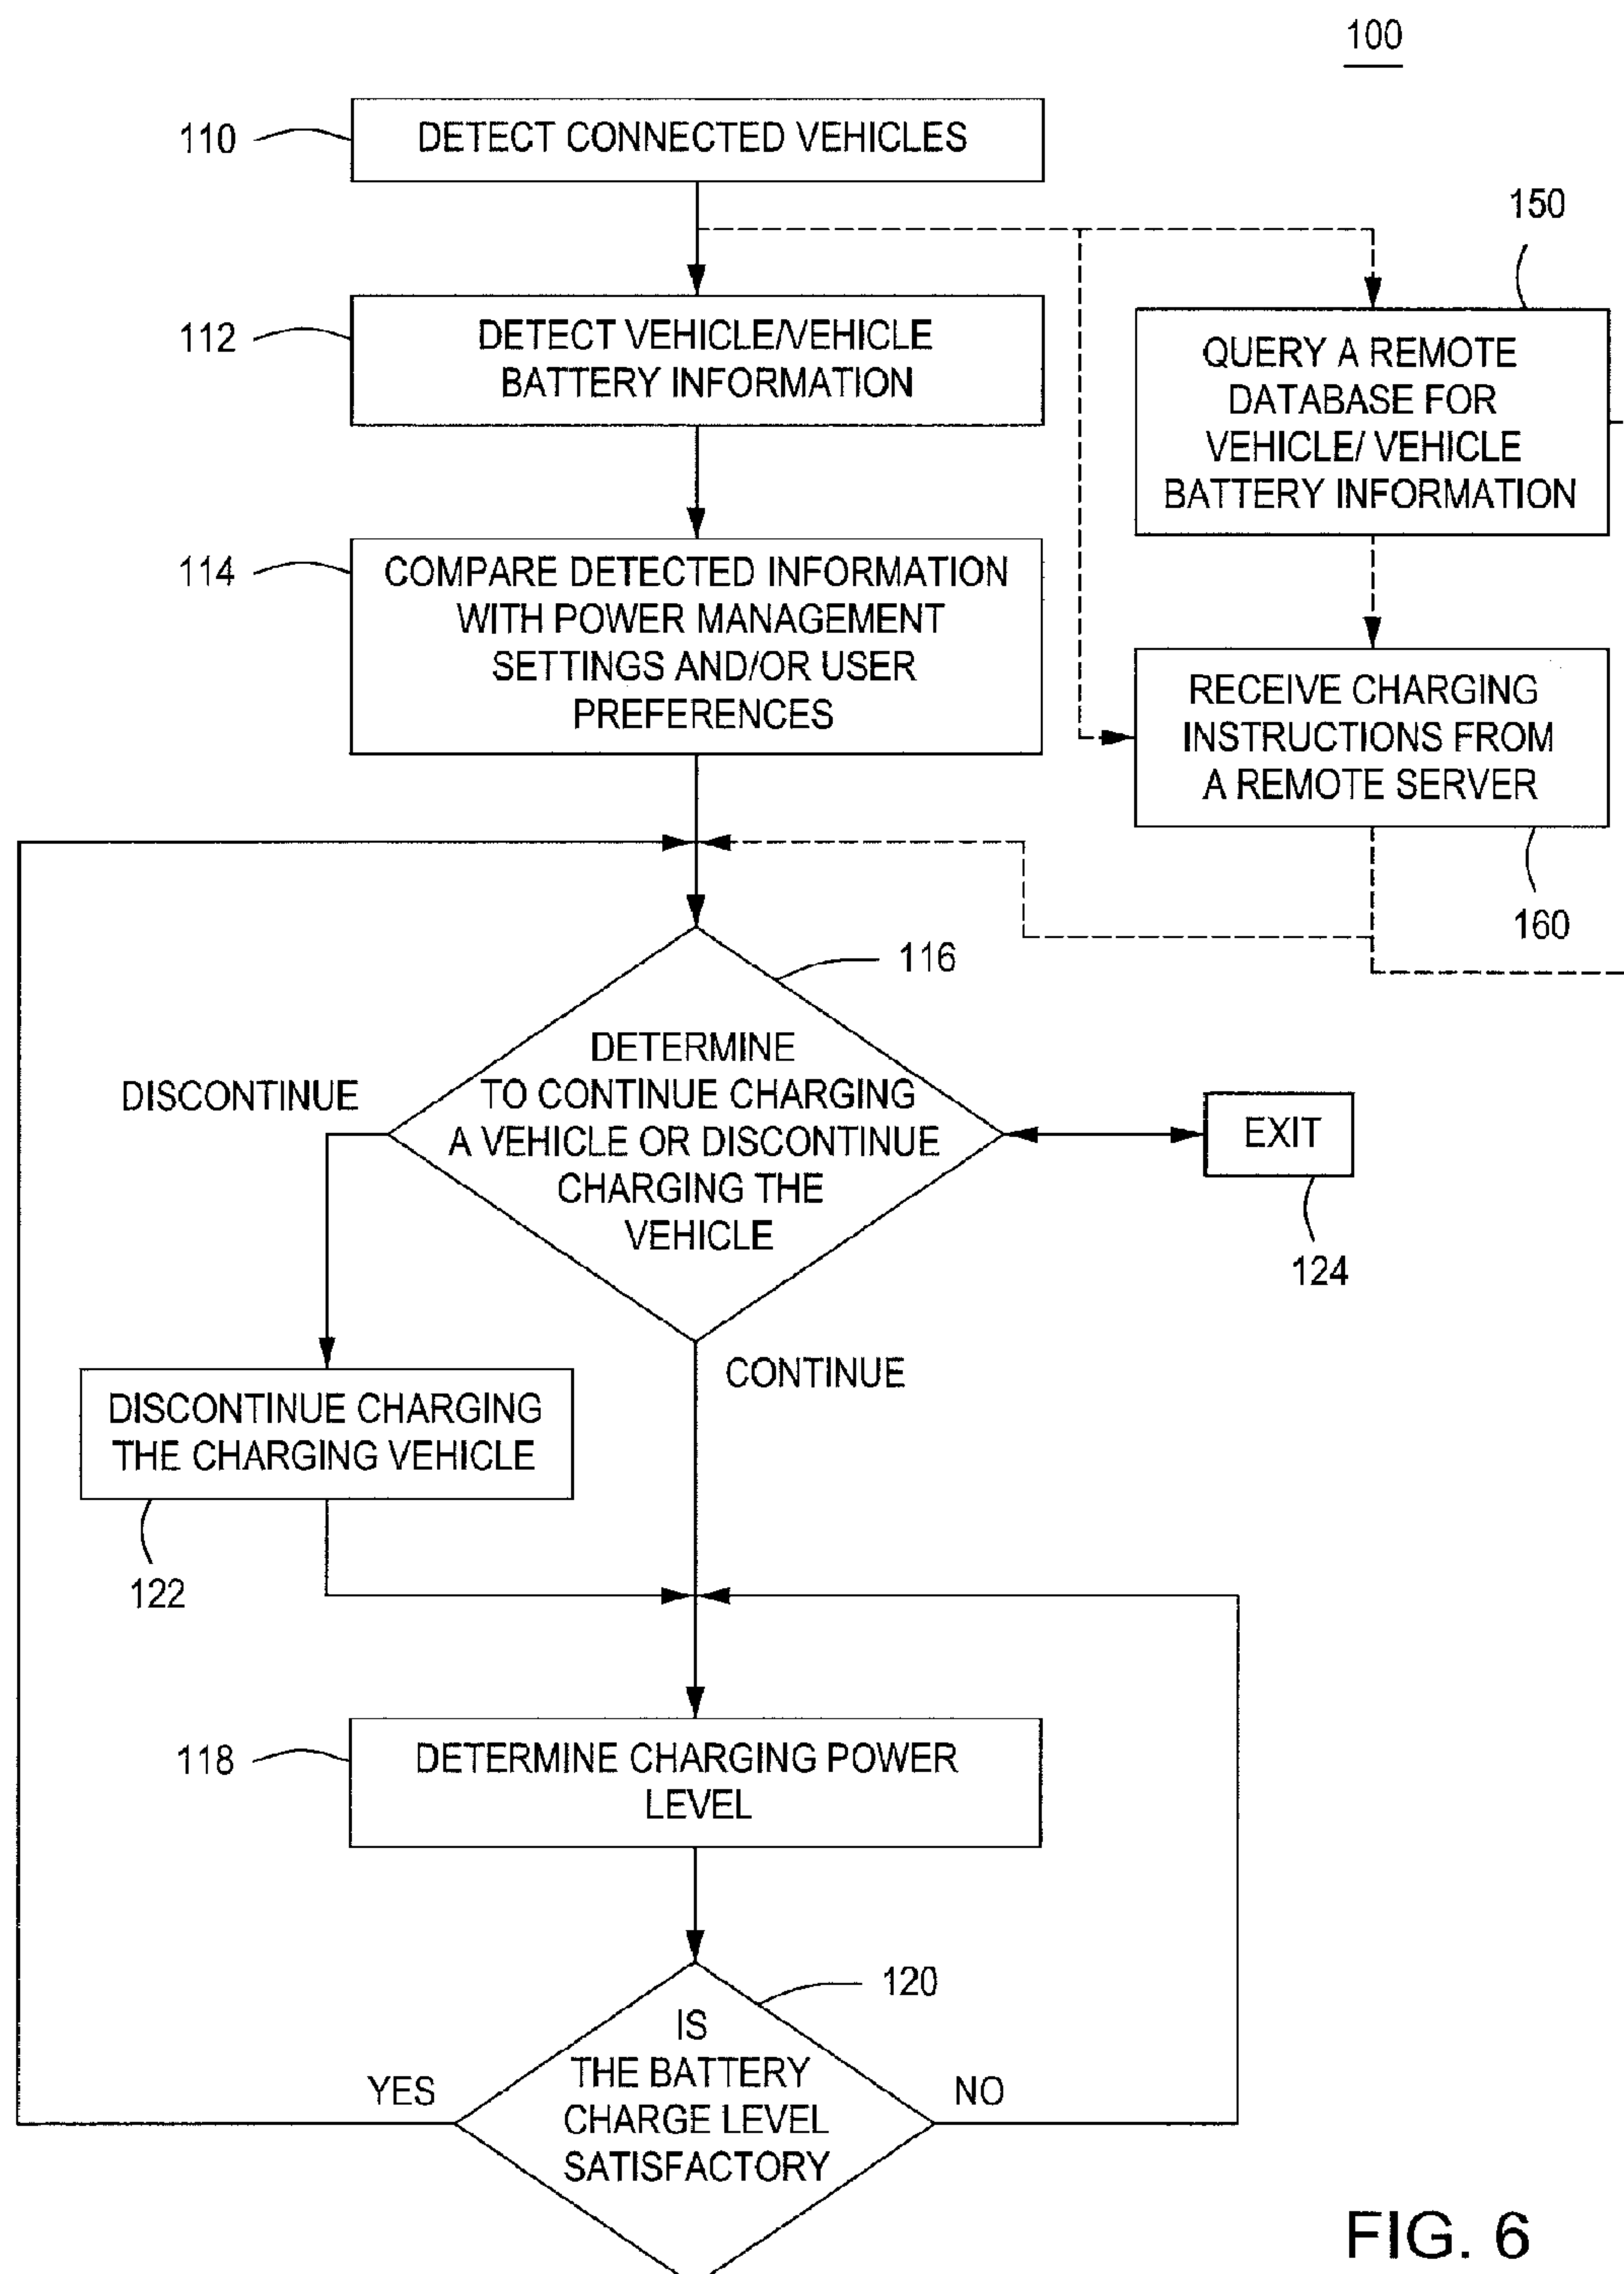 100
110
DETECT CONNECTED VEHICLES
150
112
DETECT VEHICLE/VEHICLE
BATTERY INFORMATION
QUERY A REMOTE
DATABASE FOR
VEHICLE/ VEHICLE
BATTERY INFORMATION
114
COMPARE DETECTED INFORMATION
WITH POWER MANAGEMENT
SETTINGS AND/OR USER
PREFERENCES
RECEIVE CHARGING
INSTRUCTIONS FROM
A REMOTE SERVER
160
116
DETERMINE
TO CONTINUE CHARGING
A VEHICLE OR DISCONTINUE
CHARGING THE
VEHICLE
DISCONTINUE
EXIT
124
CONTINUE
DISCONTINUE CHARGING
THE CHARGING VEHICLE
122
118
DETERMINE CHARGING POWER
LEVEL
120
IS
THE BATTERY
CHARGE LEVEL
SATISFACTORY
YES
NO
FIG. 6